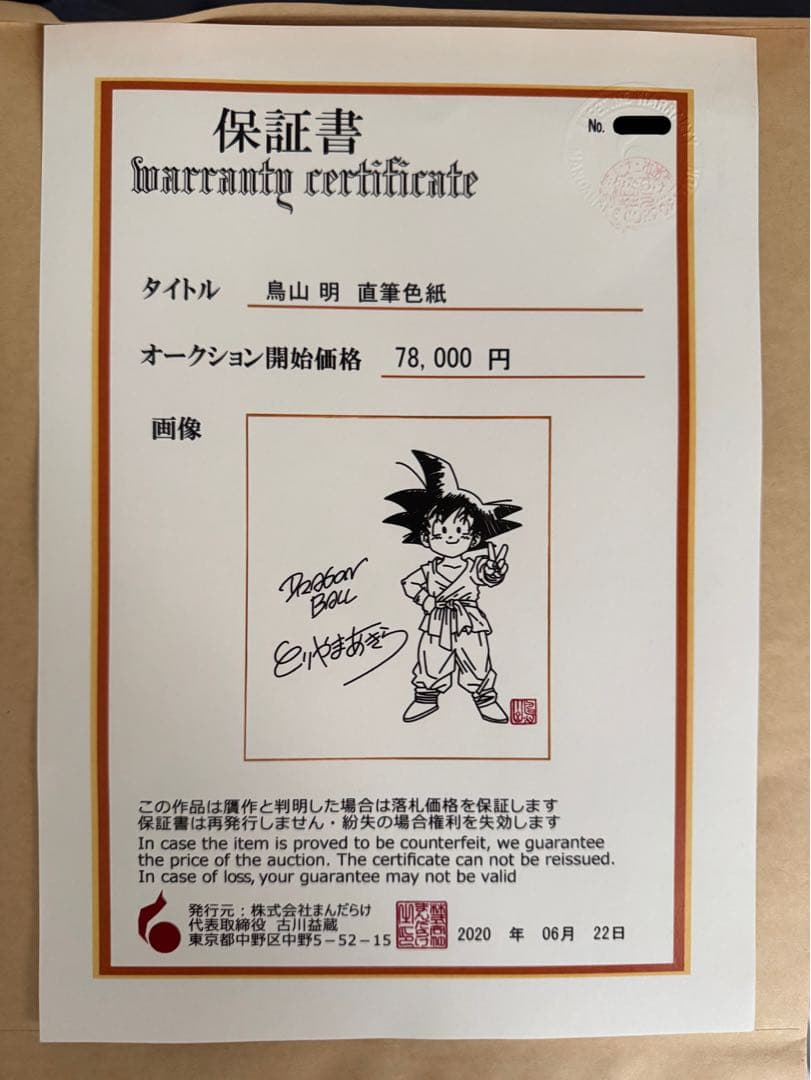 保証書
No.
warranty certificate
タイトル 鳥山 明 直筆色紙
オークション開始価格 78,000 円
画像
DRAGON
BALL
とりやまあきら
この作品は贋作と判明した場合は落札価格を保証します
保証書は再発行しません・紛失の場合権利を失効します
In case the item is proved to be counterfeit, we guarantee
the price of the auction. The certificate can not be reissued.
In case of loss, your guarantee may not be valid
発行元：株式会社まんだらけ
代表取締役 古川益蔵
東京都中野区中野5－52－15
2020 年 06月 22日